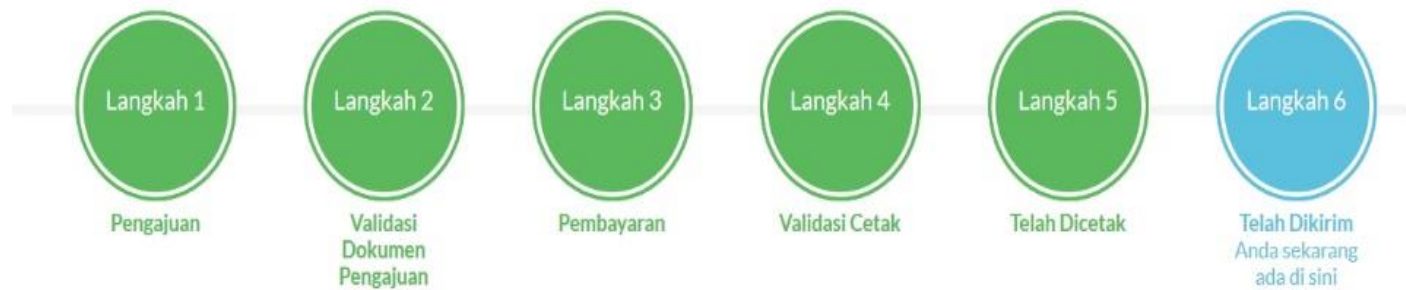 Langkah 1
Langkah 2
Langkah 3
Langkah 4
Langkah 5
Langkah 6
Pengajuan
Validasi
Dokumen
Pengajuan
Pembayaran
Validasi Cetak
Telah Dicetak
Telah Dikirim
Anda sekarang
ada di sini